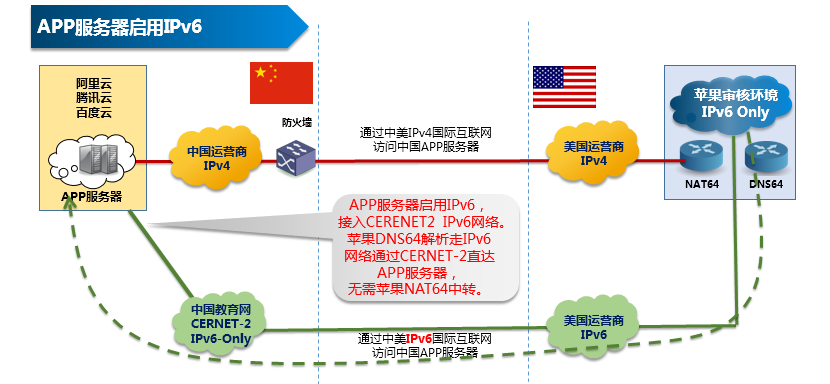 APP服务器启用IPv6
阿里云
腾讯云
百度云
APP服务器
中国运营商
IPv4
防火墙
通过中美IPv4国际互联网
访问中国APP服务器
美国运营商
IPv4
苹果审核环境
IPv6 Only
NAT64
DNS64
APP服务器启用IPv6，
接入CERENET2 IPv6网络。
苹果DNS64解析走IPv6
网络通过CERNET-2直达
APP服务器，
无需苹果NAT64中转。
中国教育网
CERNET-2
IPv6-Only
通过中美IPv6国际互联网
访问中国APP服务器
美国运营商
IPv6